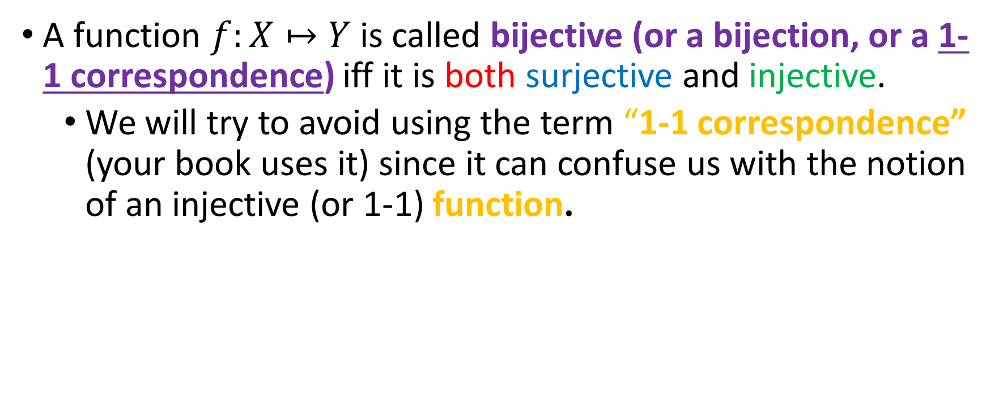 • A function 𝑓: 𝑋 ↦ 𝑌 is called bijective (or a bijection, or a 1-
1 correspondence) iff it is both surjective and injective.
• We will try to avoid using the term “1-1 correspondence”
(your book uses it) since it can confuse us with the notion
of an injective (or 1-1) function.